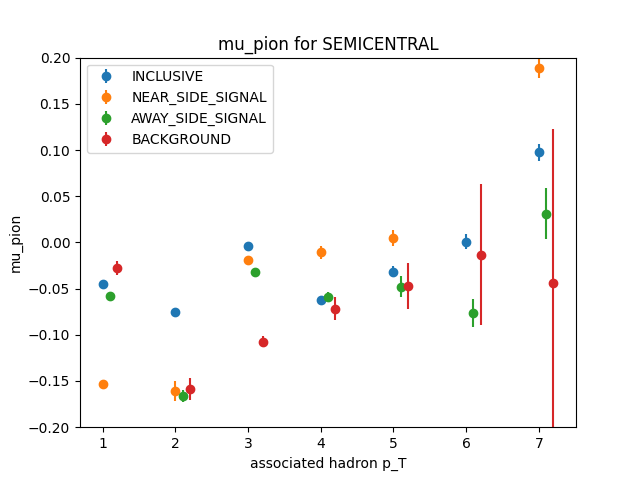 mu_pion for SEMICENTRAL
INCLUSIVE
NEAR_SIDE_SIGNAL
AWAY_SIDE_SIGNAL
BACKGROUND
mu_pion
0.20
0.15
0.10
0.05
0.00
−0.05
−0.10
−0.15
−0.20
1 2 3 4 5 6 7
associated hadron p_T